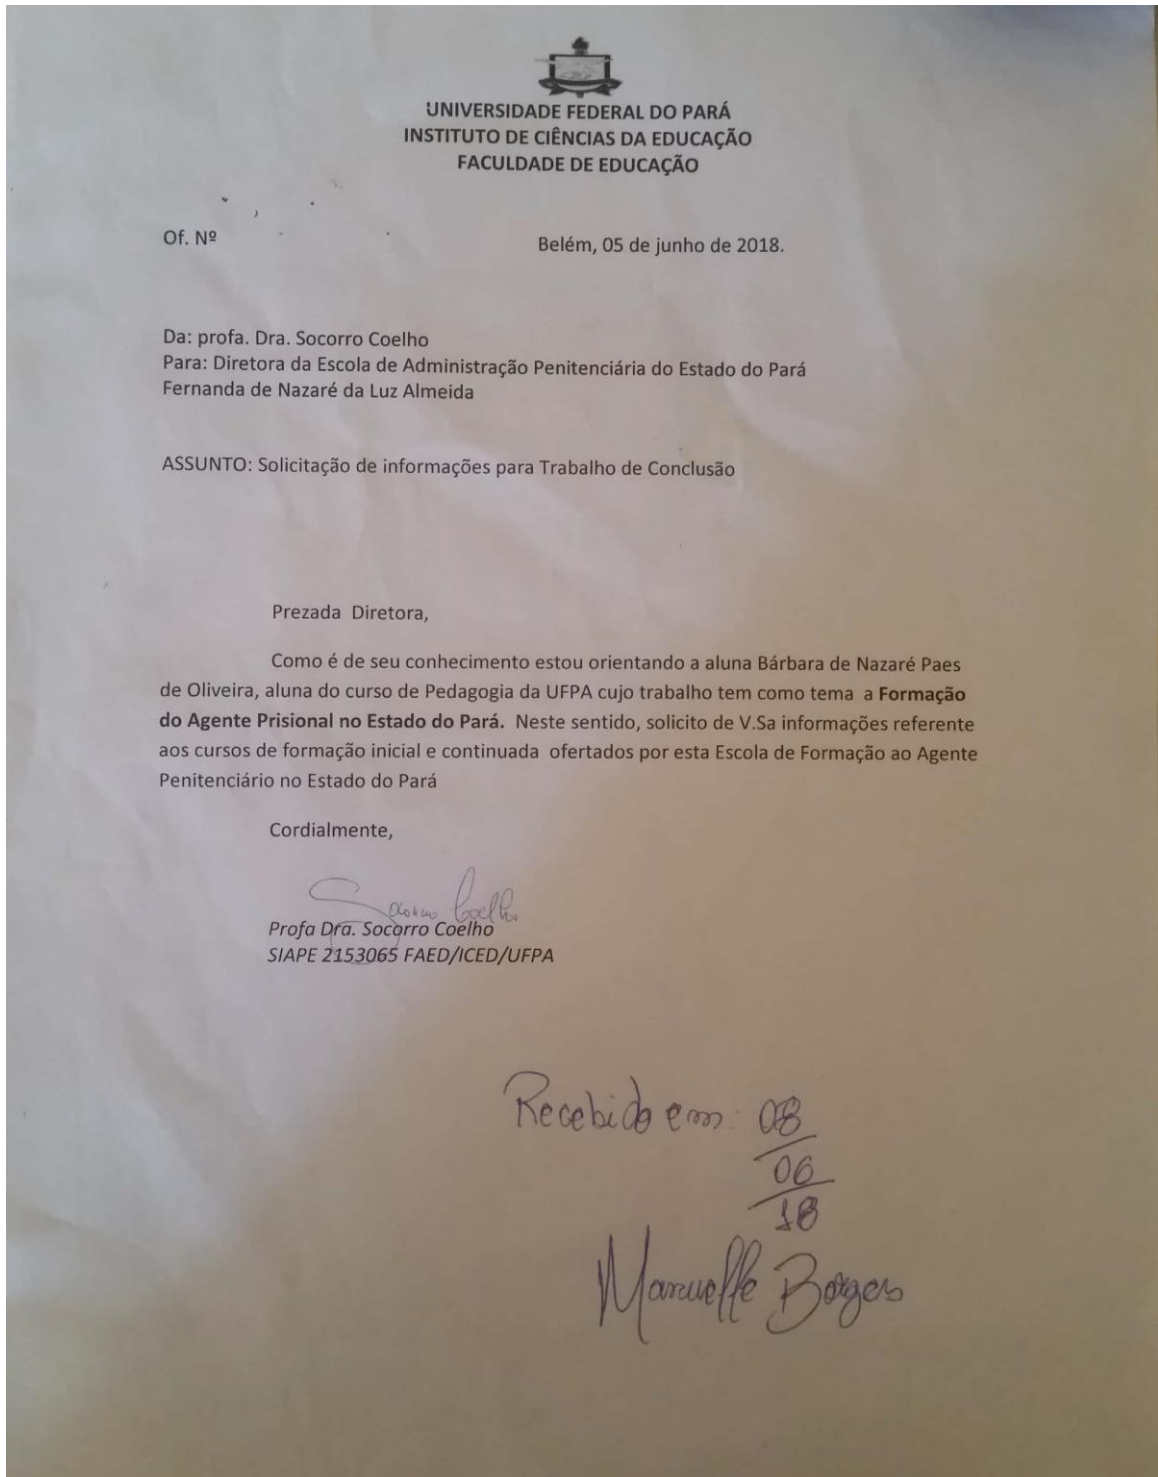 UNIVERSIDADE FEDERAL DO PARÁ
INSTITUTO DE CIÊNCIAS DA EDUCAÇÃO
FACULDADE DE EDUCAÇÃO
Of. Nº
Belém, 05 de junho de 2018.
Da: profa. Dra. Socorro Coelho
Para: Diretora da Escola de Administração Penitenciária do Estado do Pará
Fernanda de Nazaré da Luz Almeida
ASSUNTO: Solicitação de informações para Trabalho de Conclusão
Prezada Diretora,
Como é de seu conhecimento estou orientando a aluna Bárbara de Nazaré Paes
de Oliveira, aluna do curso de Pedagogia da UFPA cujo trabalho tem como tema a Formação
do Agente Prisional no Estado do Pará. Neste sentido, solicito de V.Sa informações referente
aos cursos de formação inicial e continuada ofertados por esta Escola de Formação ao Agente
Penitenciário no Estado do Pará
Cordialmente,
Socorro Coelho
Profa Dra. Socorro Coelho
SIAPE 2153065 FAED/ICED/UFPA
Recebido em: 08
06
18
Borges